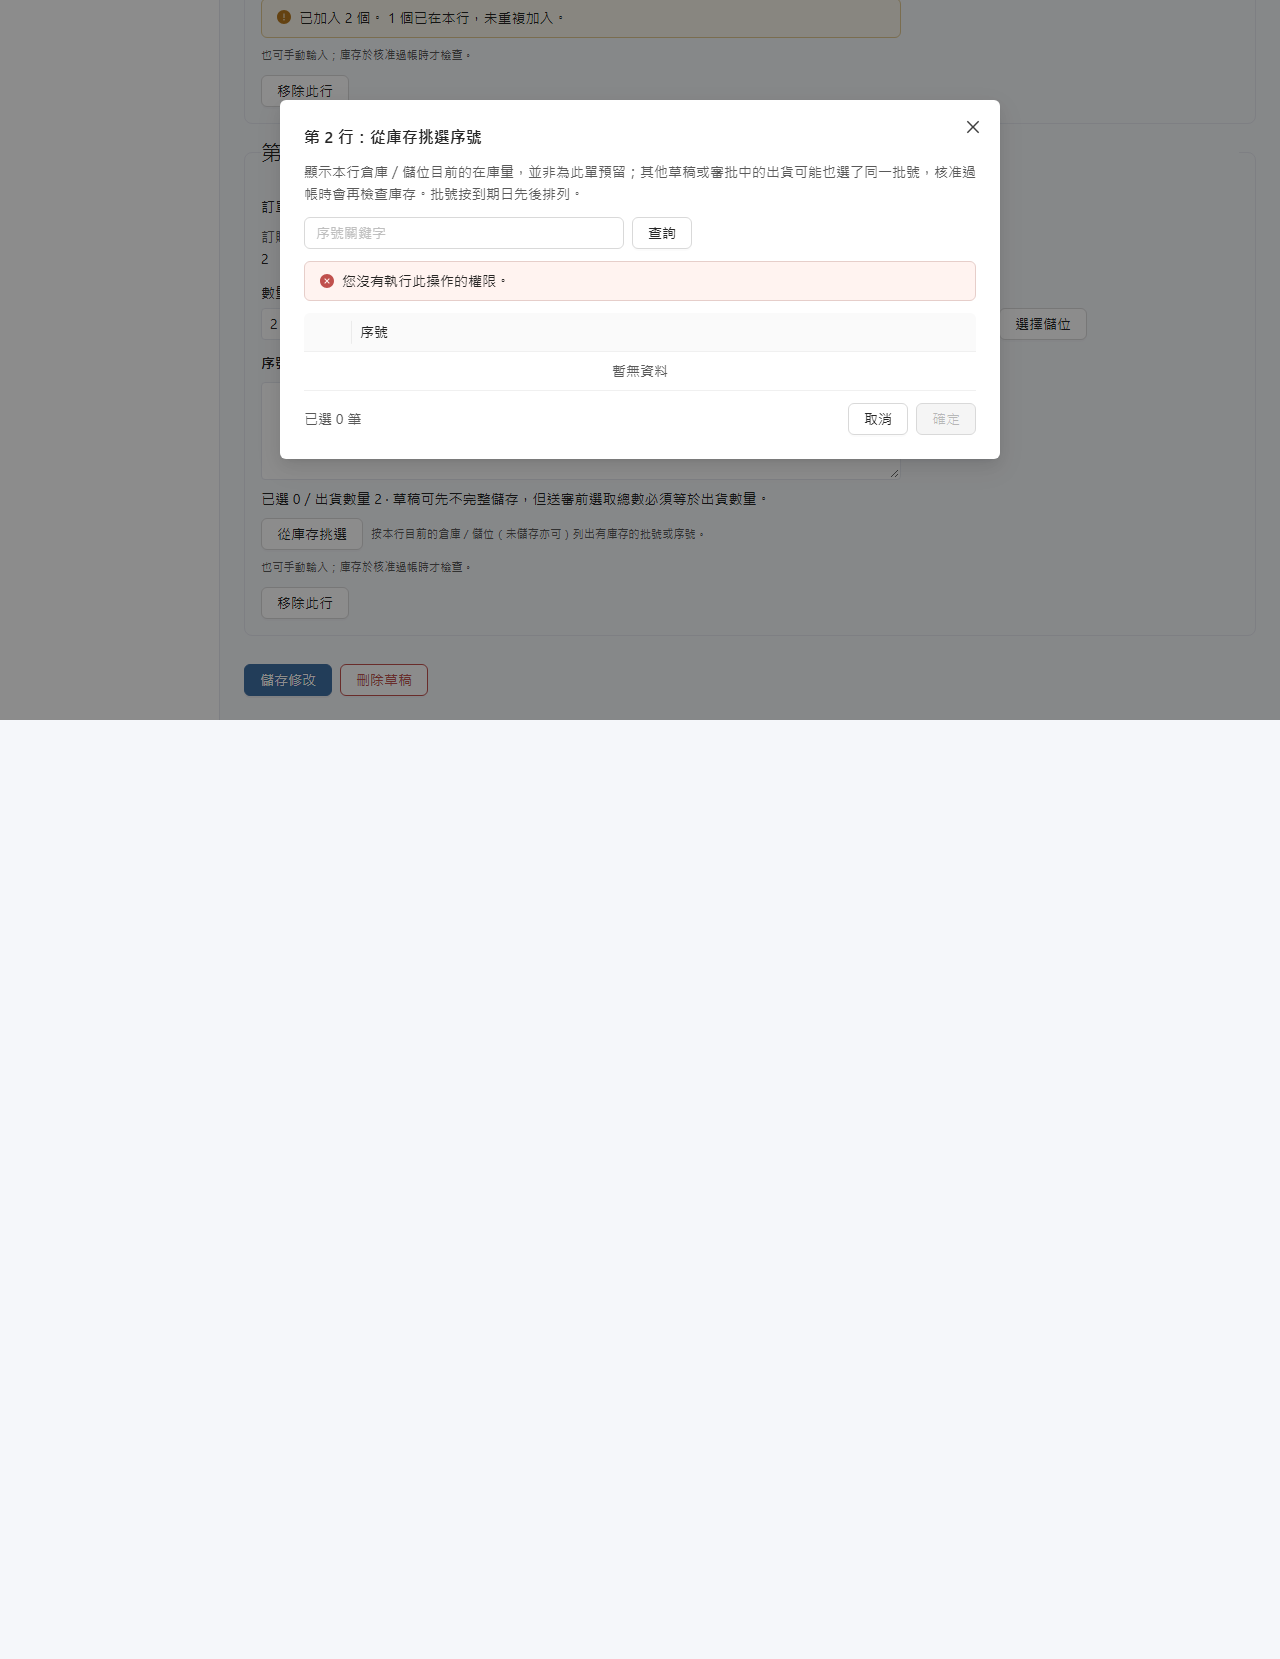 已加入 2 個。 1 個已在本行，未重複加入。
也可手動輸入；庫存於核准過帳時才檢查。
移除此行
第
第 2 行：從庫存挑選序號
顯示本行倉庫 / 儲位目前的在庫量，並非為此單預留；其他草稿或審批中的出貨可能也選了同一批號，核准過
帳時會再檢查庫存。批號按到期日先後排列。
訂單
訂購
序號關鍵字
查詢
2
您沒有執行此操作的權限。
數量
2
選擇儲位
序號
序號
暫無資料
已選 0 筆
取消
確定
已選 0 / 出貨數量 2 · 草稿可先不完整儲存，但送審前選取總數必須等於出貨數量。
從庫存挑選
按本行目前的倉庫 / 儲位（未儲存亦可）列出有庫存的批號或序號。
也可手動輸入；庫存於核准過帳時才檢查。
移除此行
儲存修改
刪除草稿